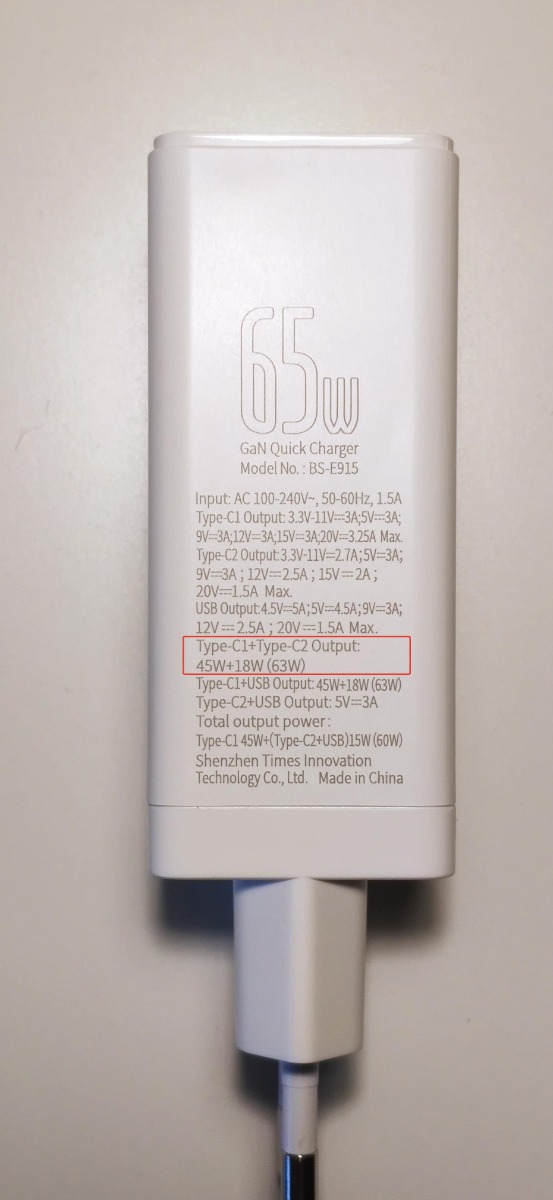 65w
GaN Quick Charger
Model No. : BS-E915
Input: AC 100-240V~, 50-60Hz, 1.5A
Type-C1 Output: 3.3V-11V⎓3A;5V⎓3A;
9V⎓3A;12V⎓3A;15V⎓3A;20V⎓3.25A Max.
Type-C2 Output:3.3V-11V⎓2.7A; 5V⎓3A;
9V⎓3A ; 12V⎓2.5A ; 15V⎓2A ;
20V⎓1.5A Max.
USB Output:4.5V⎓5A; 5V⎓4.5A; 9V⎓3A;
12V⎓2.5A ; 20V⎓1.5A Max.
Type-C1+Type-C2 Output:
45W+18W (63W)
Type-C1+USB Output: 45W+18W (63W)
Type-C2+USB Output: 5V⎓3A
Total output power:
Type-C1 45W+(Type-C2+USB)15W (60W)
Shenzhen Times Innovation
Technology Co., Ltd. Made in China